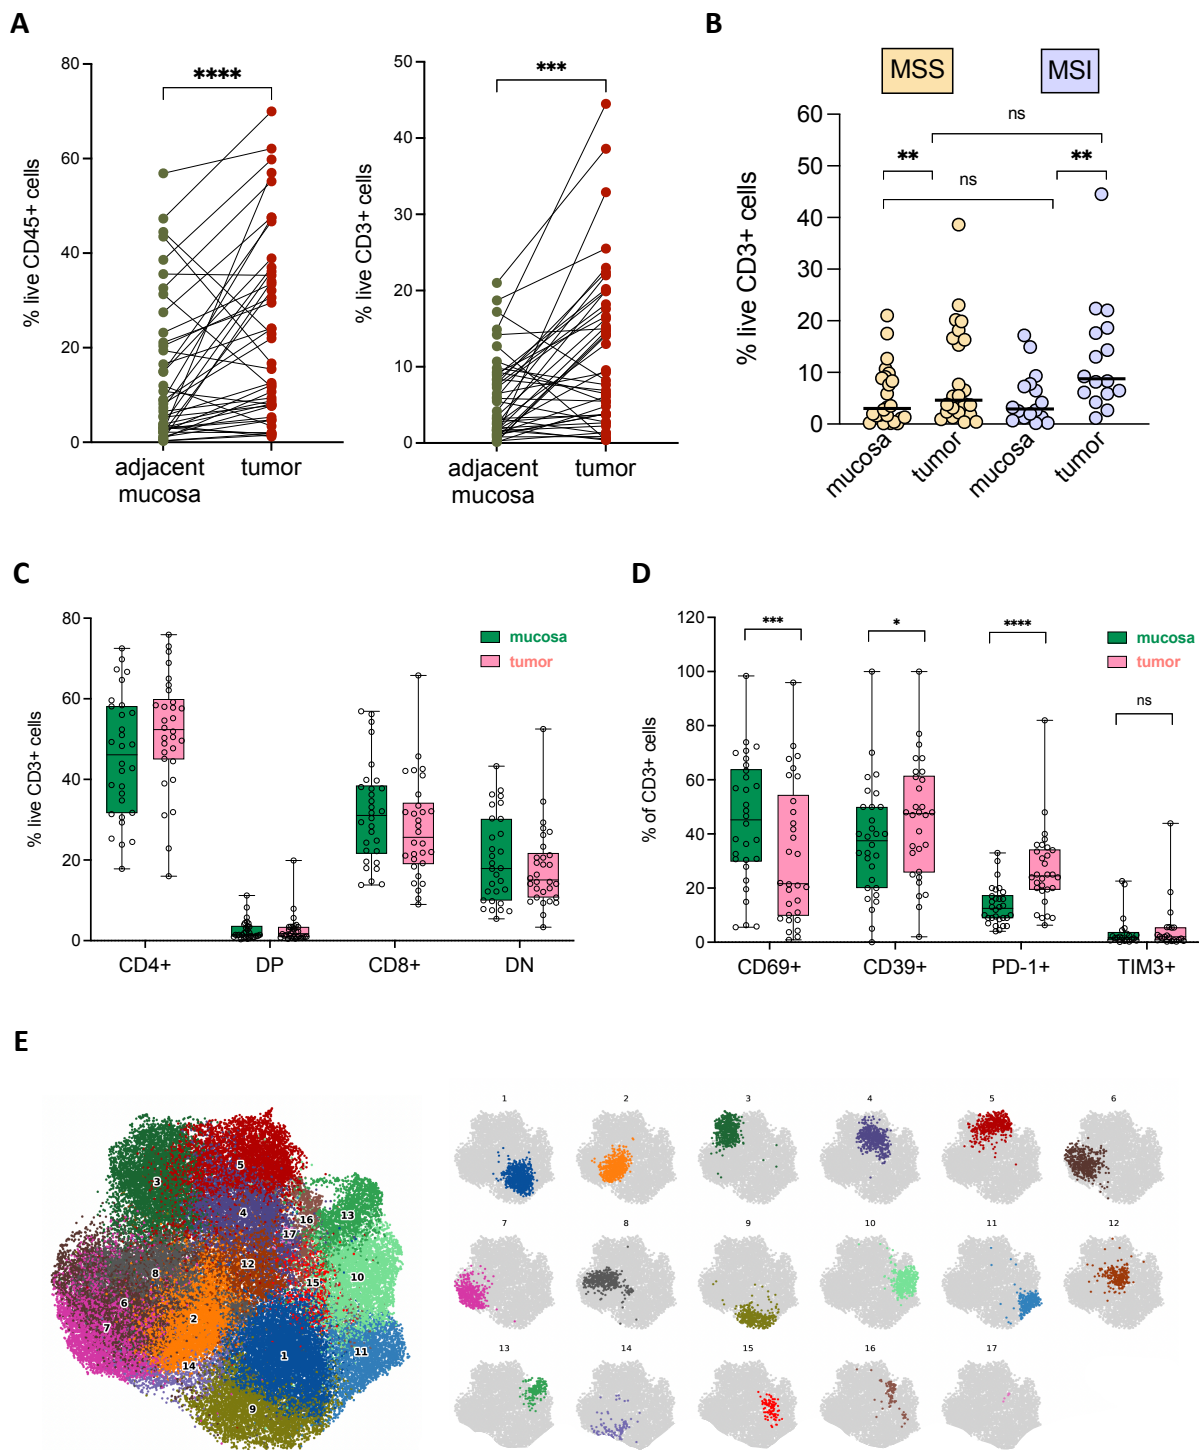 A
B
80
60
40
20
0
% live CD45+ cells
****
adjacent
mucosa
tumor
50
40
30
20
10
0
% live CD3+ cells
***
adjacent
mucosa
tumor
MSS
MSI
60
50
40
30
20
10
0
% live CD3+ cells
ns
**
**
ns
mucosa
tumor
mucosa
tumor
C
D
80
60
40
20
0
% live CD3+ cells
mucosa
tumor
CD4+
DP
CD8+
DN
120
100
80
60
40
20
0
% of CD3+ cells
***
*
****
ns
mucosa
tumor
CD69+
CD39+
PD-1+
TIM3+
E
5
3
4
16
13
17
12
8
15
10
6
2
7
1
14
11
9
1
2
3
4
5
6
7
8
9
10
11
12
13
14
15
16
17